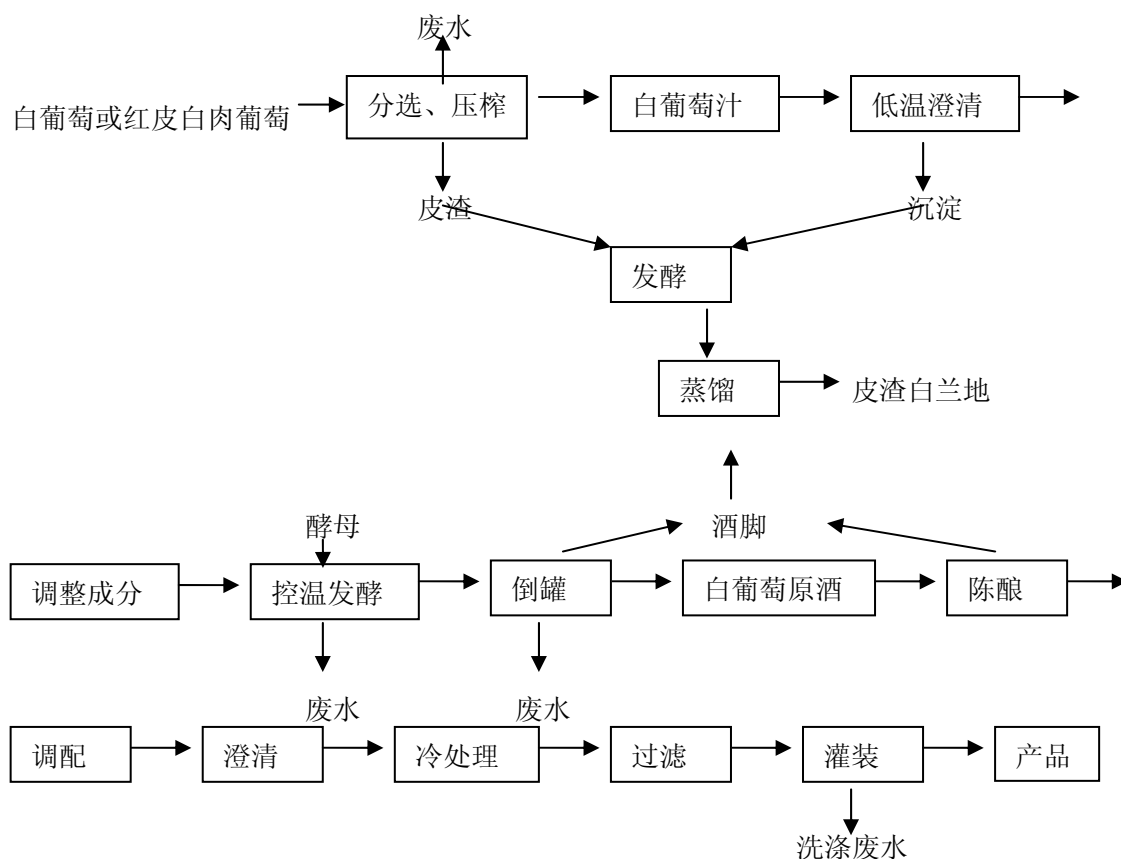 废水
白葡萄或红皮白肉葡萄
分选、压榨
白葡萄汁
低温澄清
皮渣
沉淀
发酵
蒸馏
皮渣白兰地
酵母
酒脚
调整成分
控温发酵
倒罐
白葡萄原酒
陈酿
废水
废水
调配
澄清
冷处理
过滤
灌装
产品
洗涤废水